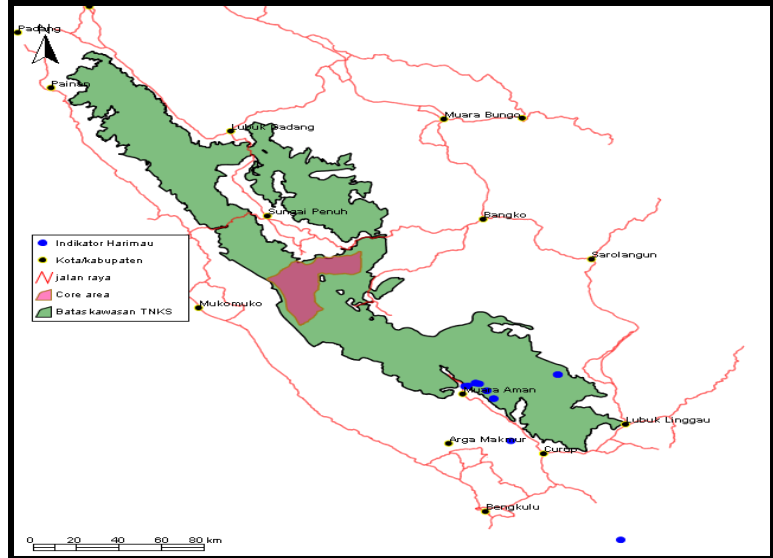 Padang
N
Painan
Lubuk Gadang
Muara Bungo
Sungai Penuh
Bangko
Sarolangun
Indikator Harimau
Kota/kabupaten
jalan raya
Core area
Batas kawasan TNKS
Mukomuko
Muara Aman
Lubuk Linggau
Arga Makmur
Curup
Bengkulu
0 20 40 60 80 km